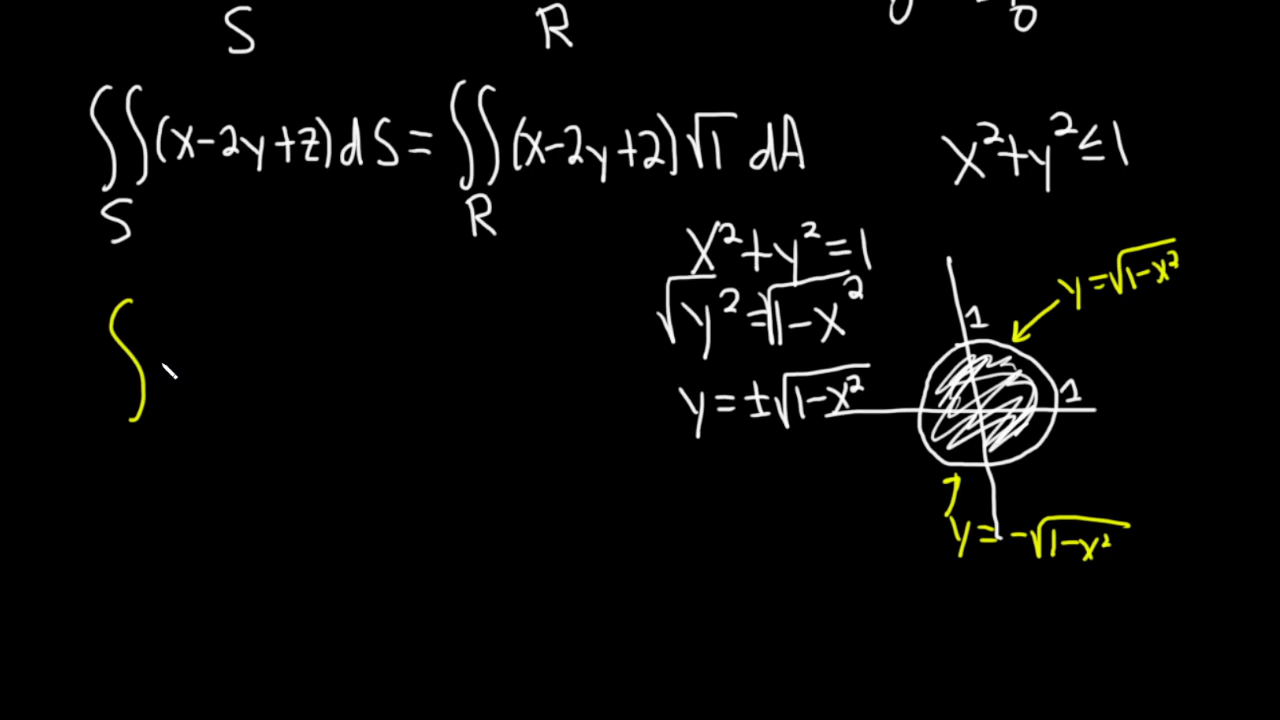 S R
∬(x-2y+z)dS = ∬(x-2y+2)√1 dA x²+y²≤1
S R
x²+y²=1
√y²=√1-x²
y=±√1-x²
y=√1-x²
1
1
y=-√1-x²
∫